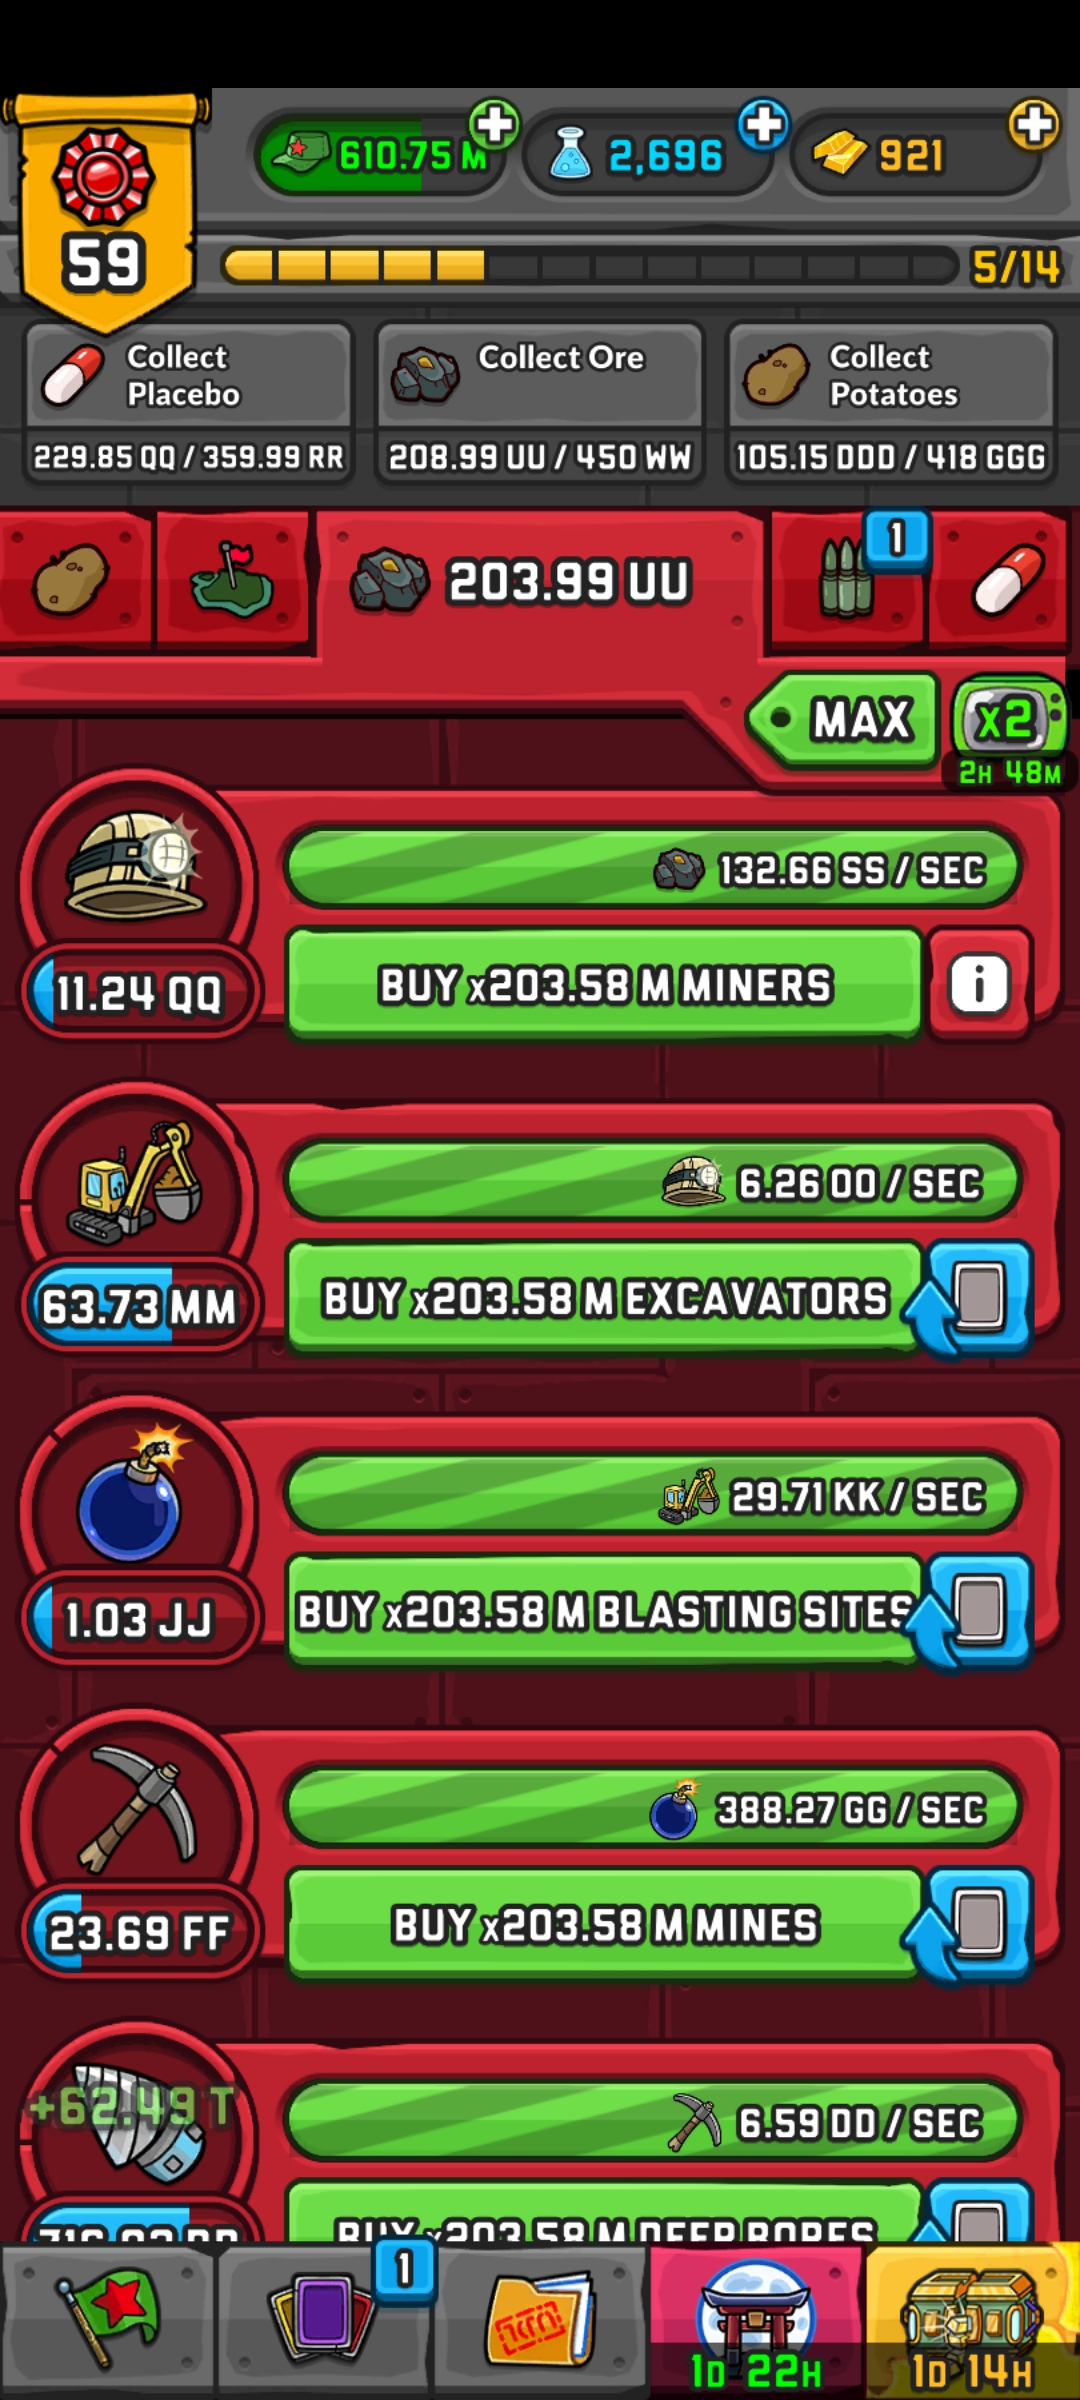 610.75 M
2,696
921
59
5/14
Collect
Placebo
229.85 QQ / 359.99 RR
Collect Ore
208.99 UU / 450 WW
Collect
Potatoes
105.15 DDD / 418 GGG
203.99 UU
1
MAX
x2
2H 48M
132.66 SS / SEC
11.24 QQ
BUY x203.58 M MINERS
i
6.26 OO / SEC
63.73 MM
BUY x203.58 M EXCAVATORS
29.71 KK / SEC
1.03 JJ
BUY x203.58 M BLASTING SITES
388.27 GG / SEC
23.69 FF
BUY x203.58 M MINES
+62.49 T
6.59 DD / SEC
BUY x203.58 M DEEP BORES
1
1D 22H
1D 14H